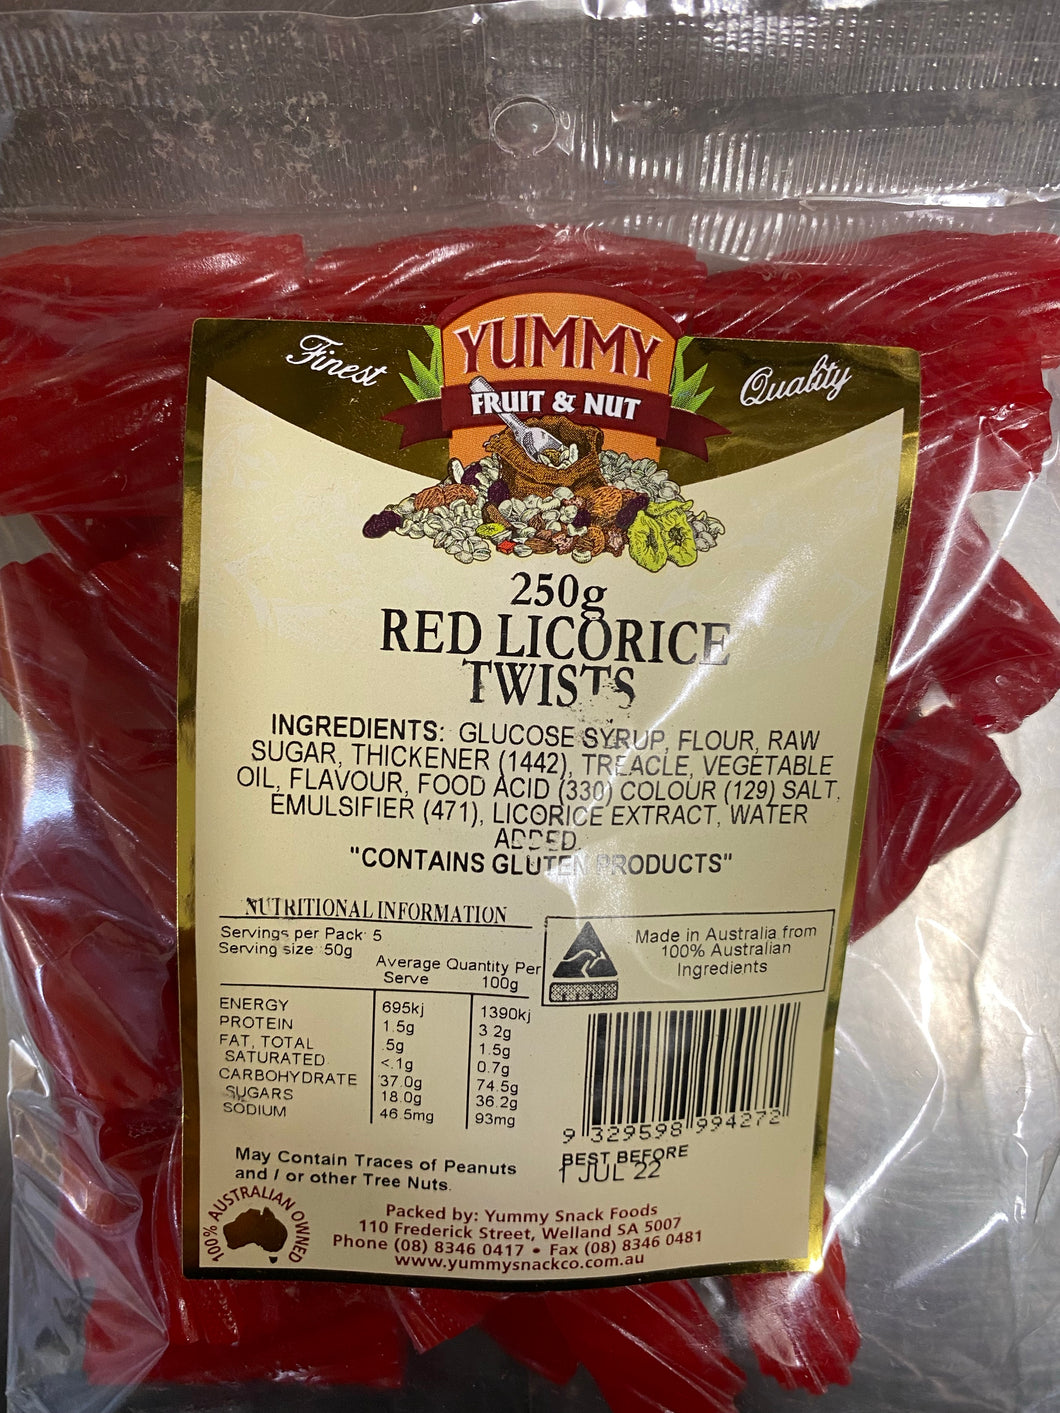 Finest
Quality
YUMMY
FRUIT & NUT
250g
RED LICORICE
TWISTS
INGREDIENTS: GLUCOSE SYRUP, FLOUR, RAW
SUGAR, THICKENER (1442), TREACLE, VEGETABLE
OIL, FLAVOUR, FOOD ACID (330) COLOUR (129) SALT,
EMULSIFIER (471), LICORICE EXTRACT, WATER
ADDED.
"CONTAINS GLUTEN PRODUCTS"
NUTRITIONAL INFORMATION
Servings per Pack: 5
Serving size: 50g
Average Quantity Per
Serve 100g
ENERGY 695kj 1390kj
PROTEIN 1.5g 3.2g
FAT, TOTAL .5g 1.5g
SATURATED <.1g 0.7g
CARBOHYDRATE 37.0g 74.5g
SUGARS 18.0g 36.2g
SODIUM 46.5mg 93mg
Made in Australia from
100% Australian
Ingredients
9 329598 994272
BEST BEFORE
1 JUL 22
May Contain Traces of Peanuts
and / or other Tree Nuts.
100% AUSTRALIAN OWNED
Packed by: Yummy Snack Foods
110 Frederick Street, Welland SA 5007
Phone (08) 8346 0417 • Fax (08) 8346 0481
www.yummysnackco.com.au